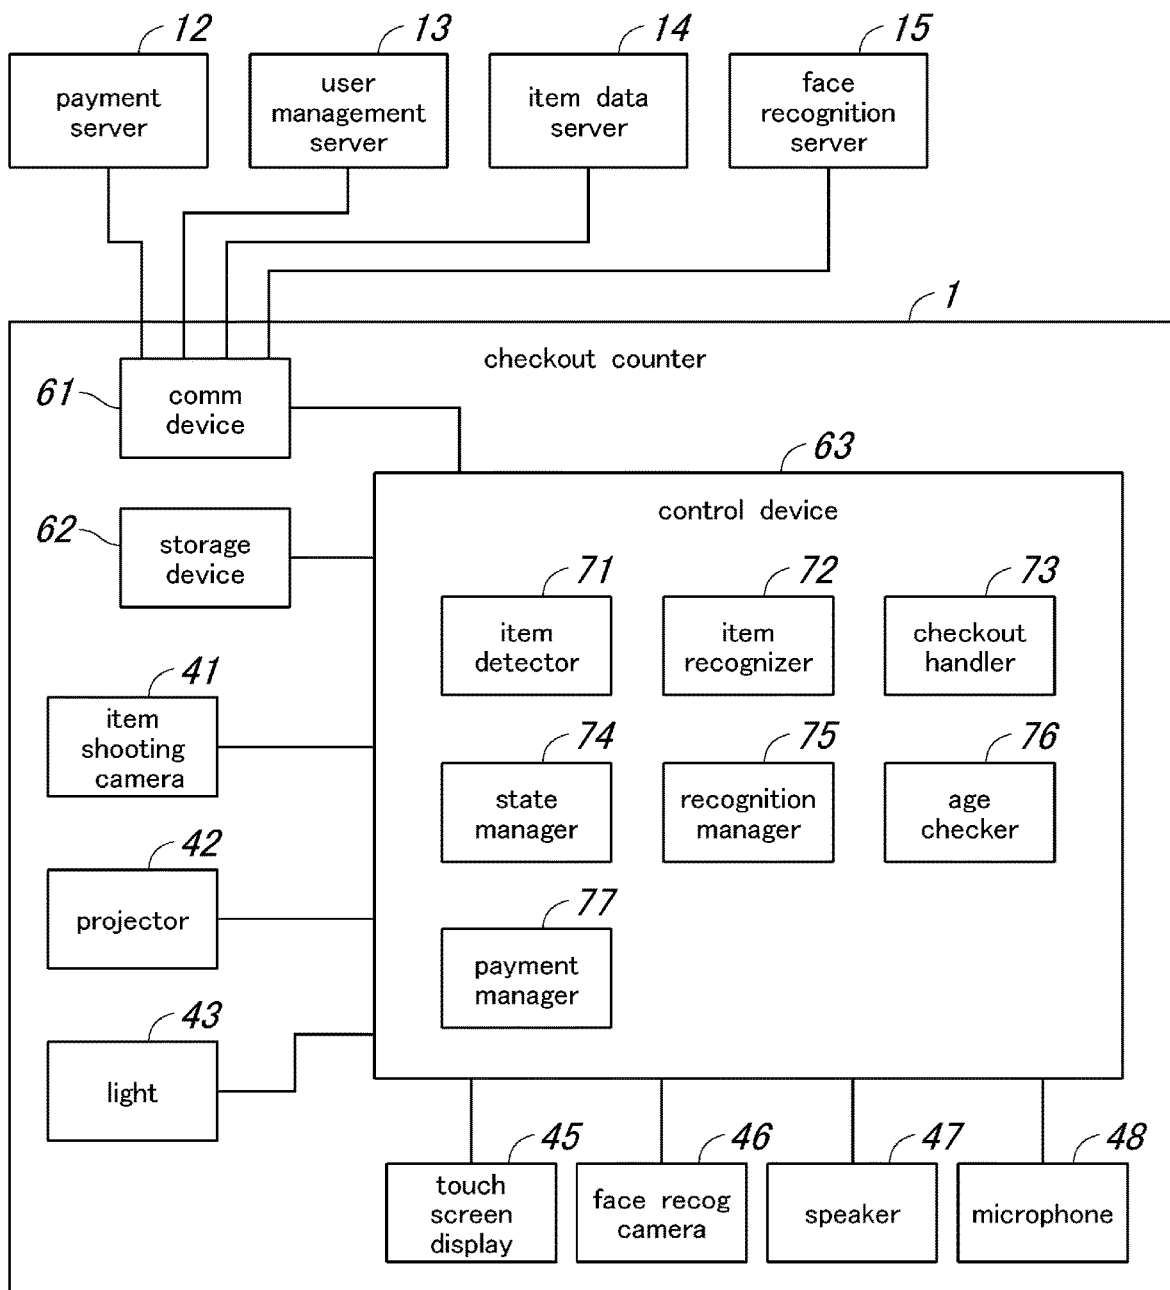 12
13
14
15
payment
server
user
management
server
item data
server
face
recognition
server
1
checkout counter
61
comm
device
63
control device
62
storage
device
71
72
73
item
detector
item
recognizer
checkout
handler
41
item
shooting
camera
74
75
76
state
manager
recognition
manager
age
checker
42
projector
77
payment
manager
43
light
45
46
47
48
touch
screen
display
face recog
camera
speaker
microphone